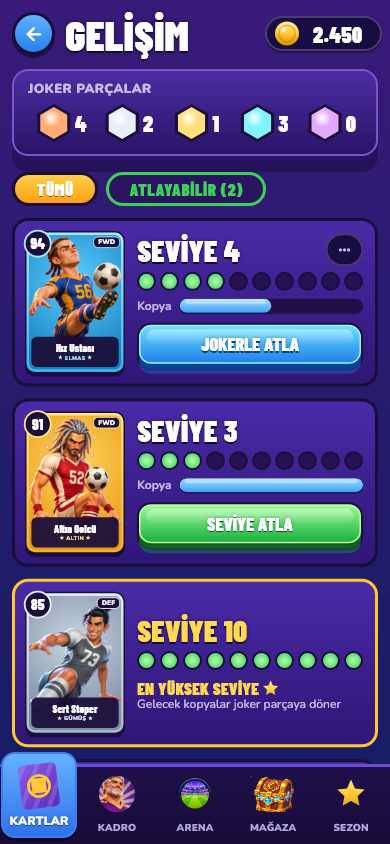 GELİŞİM
2.450
JOKER PARÇALAR
4 2 1 3 0
TÜMÜ
ATLAYABİLİR (2)
94
FWD
56
Hız Ustası
★ ELMAS ★
SEVİYE 4
Kopya
JOKERLE ATLA
91
FWD
52
Altın Golcü
★ ALTIN ★
SEVİYE 3
Kopya
SEVİYE ATLA
85
DEF
73
Sert Stoper
★ GÜMÜŞ ★
SEVİYE 10
EN YÜKSEK SEVİYE ★
Gelecek kopyalar joker parçaya döner
KARTLAR
KADRO
ARENA
MAĞAZA
SEZON